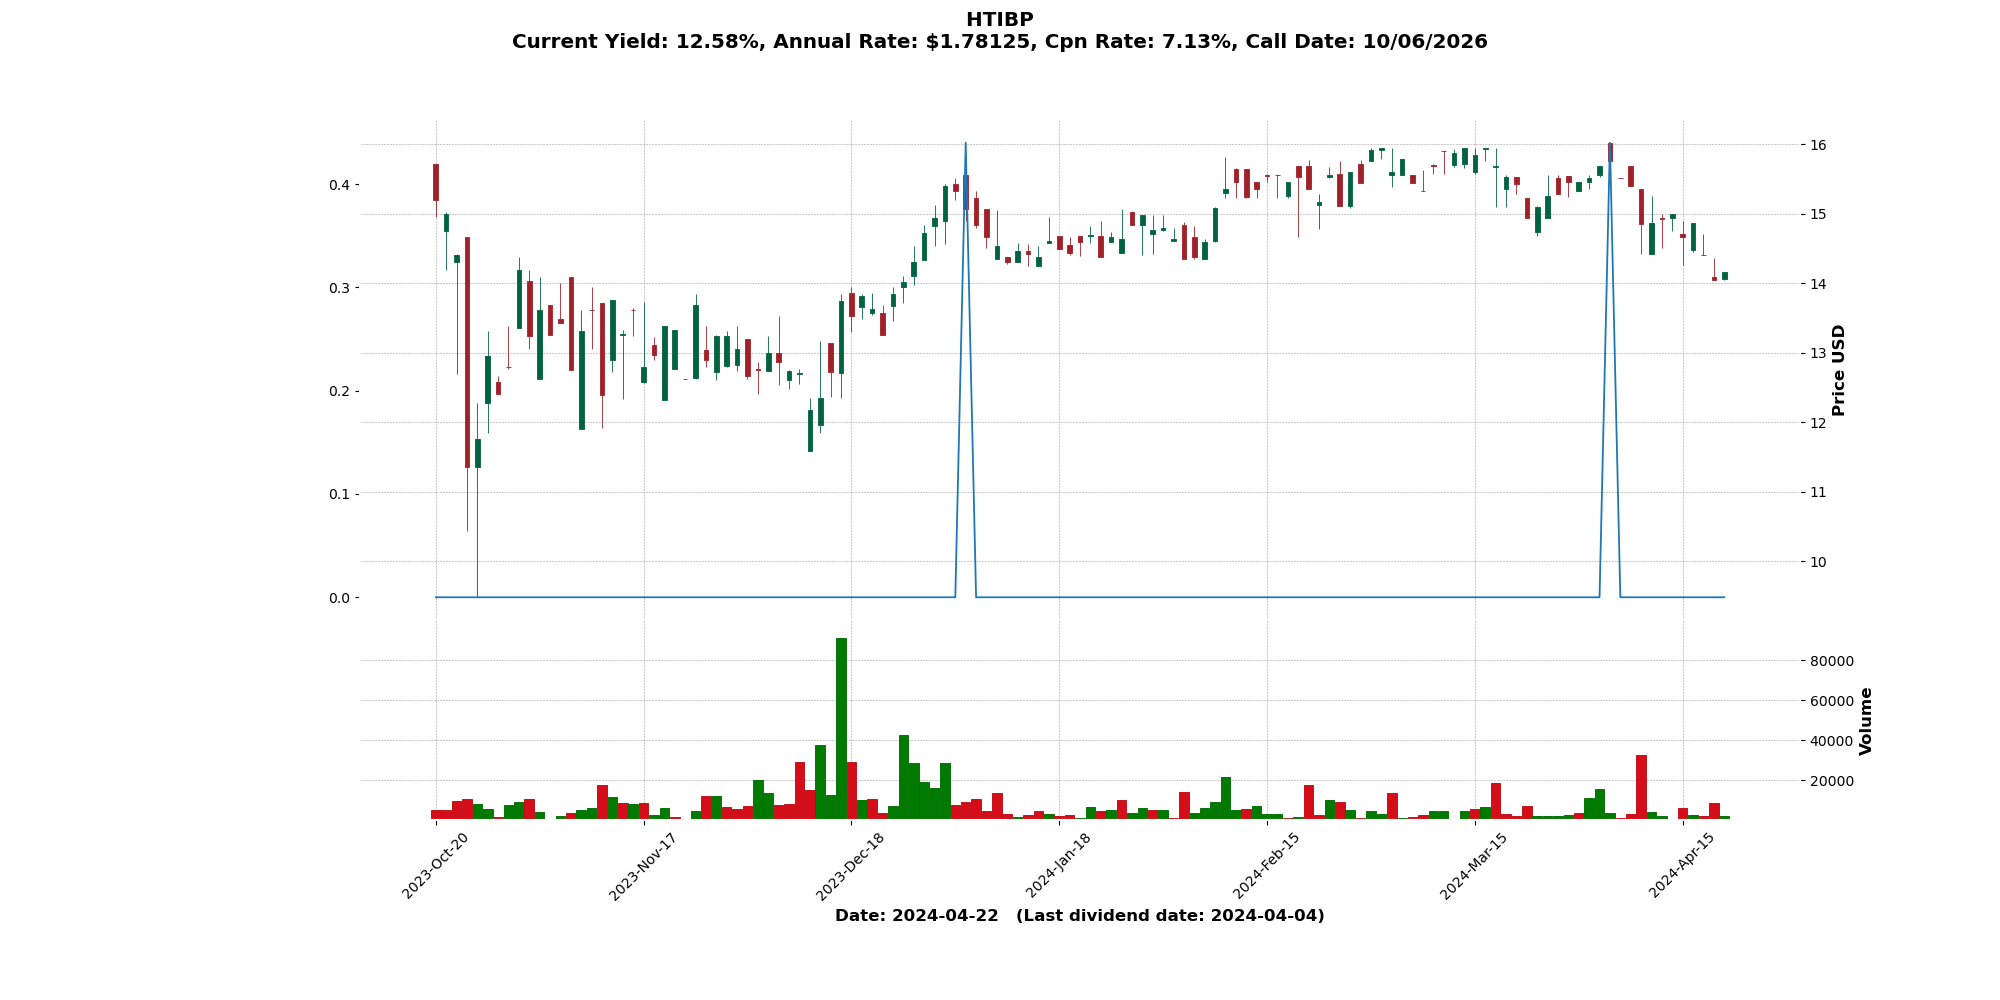 HTIBP
Current Yield: 12.58%, Annual Rate: $1.78125, Cpn Rate: 7.13%, Call Date: 10/06/2026
0.4
0.3
0.2
0.1
0.0
16
15
14
13
12
11
10
Price USD
80000
60000
40000
20000
Volume
2023-Oct-20
2023-Nov-17
2023-Dec-18
2024-Jan-18
2024-Feb-15
2024-Mar-15
2024-Apr-15
Date: 2024-04-22 (Last dividend date: 2024-04-04)